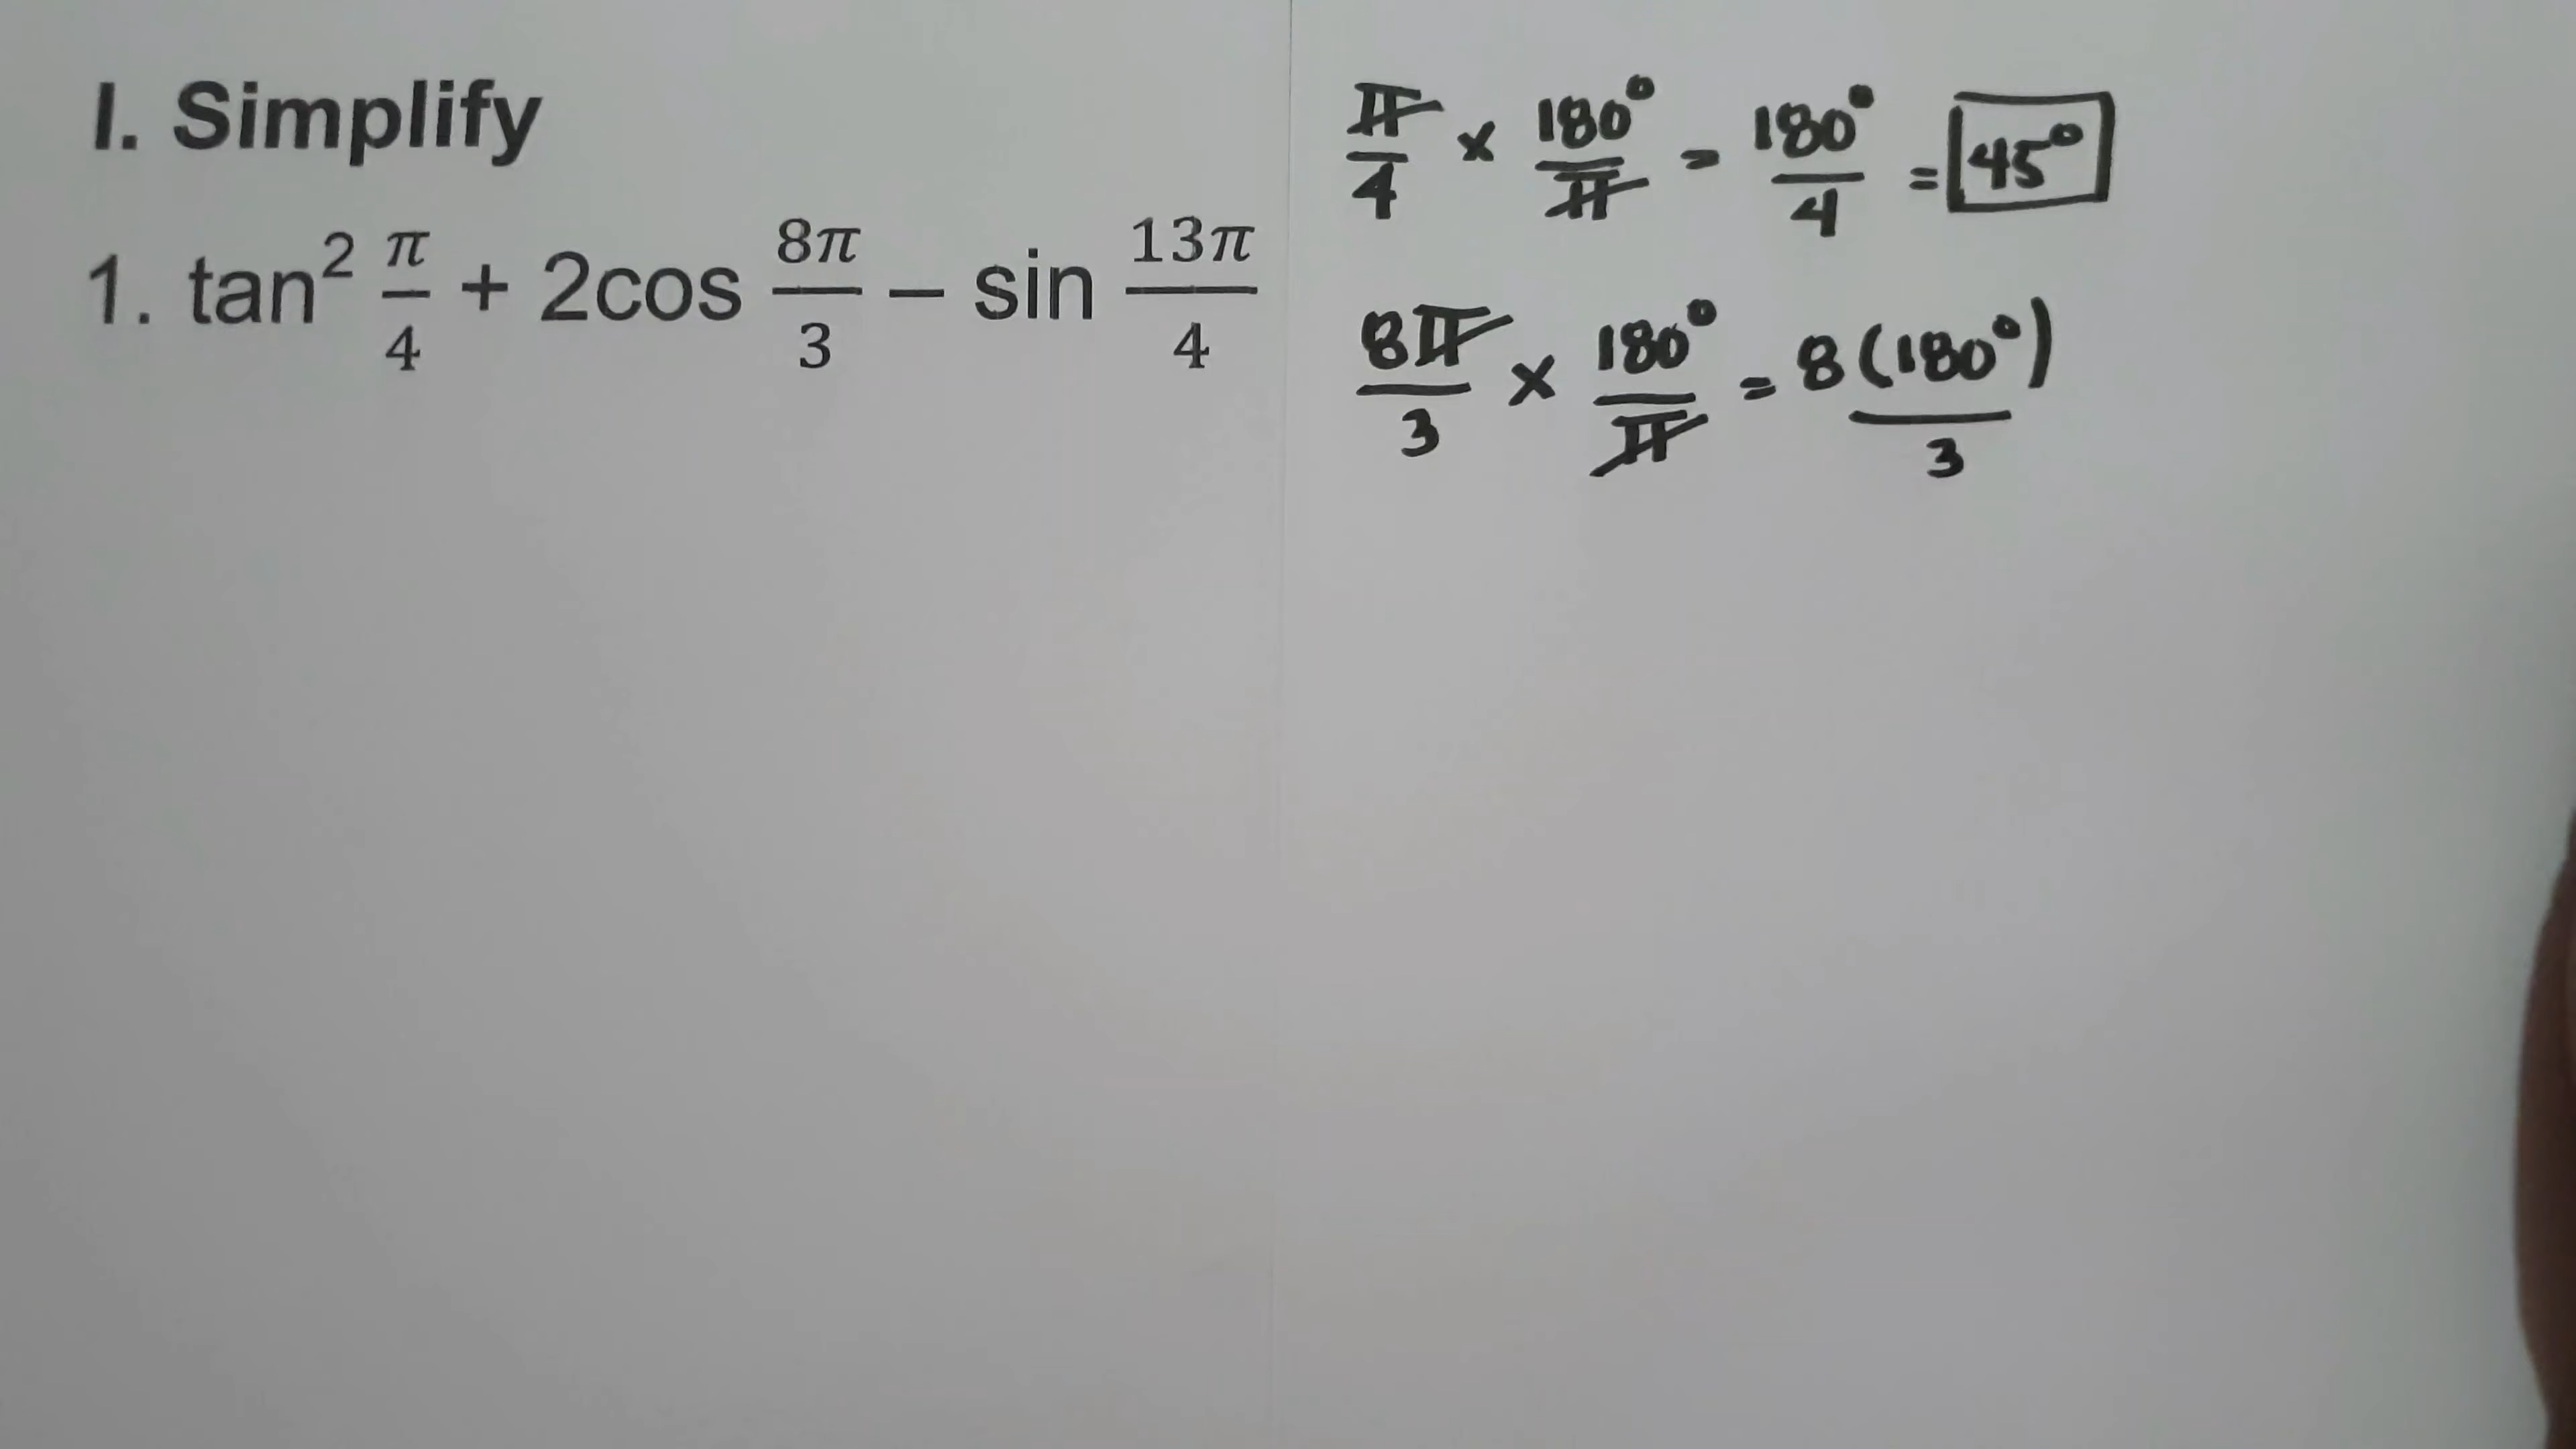 I. Simplify
1. tan² π/4 + 2cos 8π/3 − sin 13π/4
π/4 × 180°/π = 180°/4 = 45°
8π/3 × 180°/π = 8(180°)/3